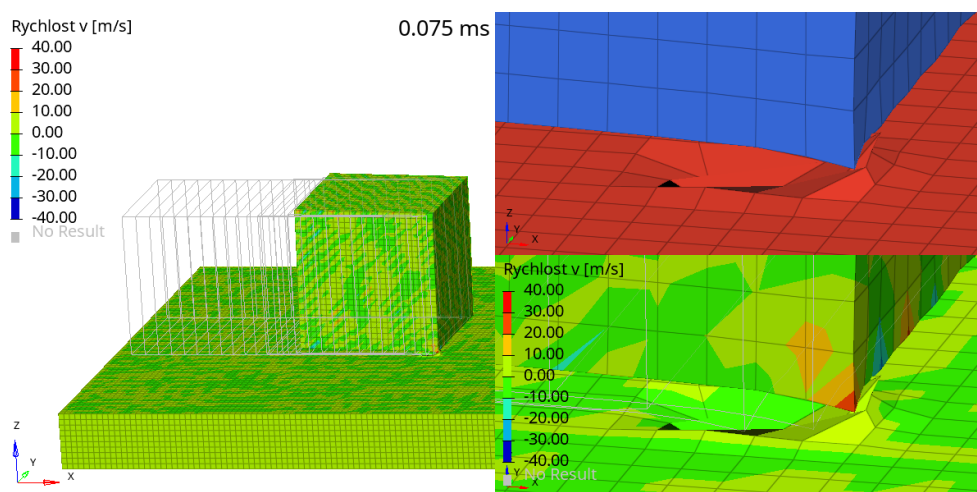 Rychlost v [m/s]
0.075 ms
40.00
30.00
20.00
10.00
0.00
-10.00
-20.00
-30.00
-40.00
No Result
Z
Y
X
Z
Y
X
Rychlost v [m/s]
40.00
30.00
20.00
10.00
0.00
-10.00
-20.00
-30.00
-40.00
No Result
Z
Y
X